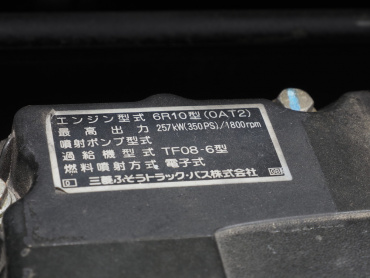 エンジン型式 6R10型(0AT2)
最高出力 257kW(350PS)/1800rpm
噴射ポンプ型式
過給機型式 TF08-6型
燃料噴射方式 電子式
三菱ふそうトラック・バス株式会社